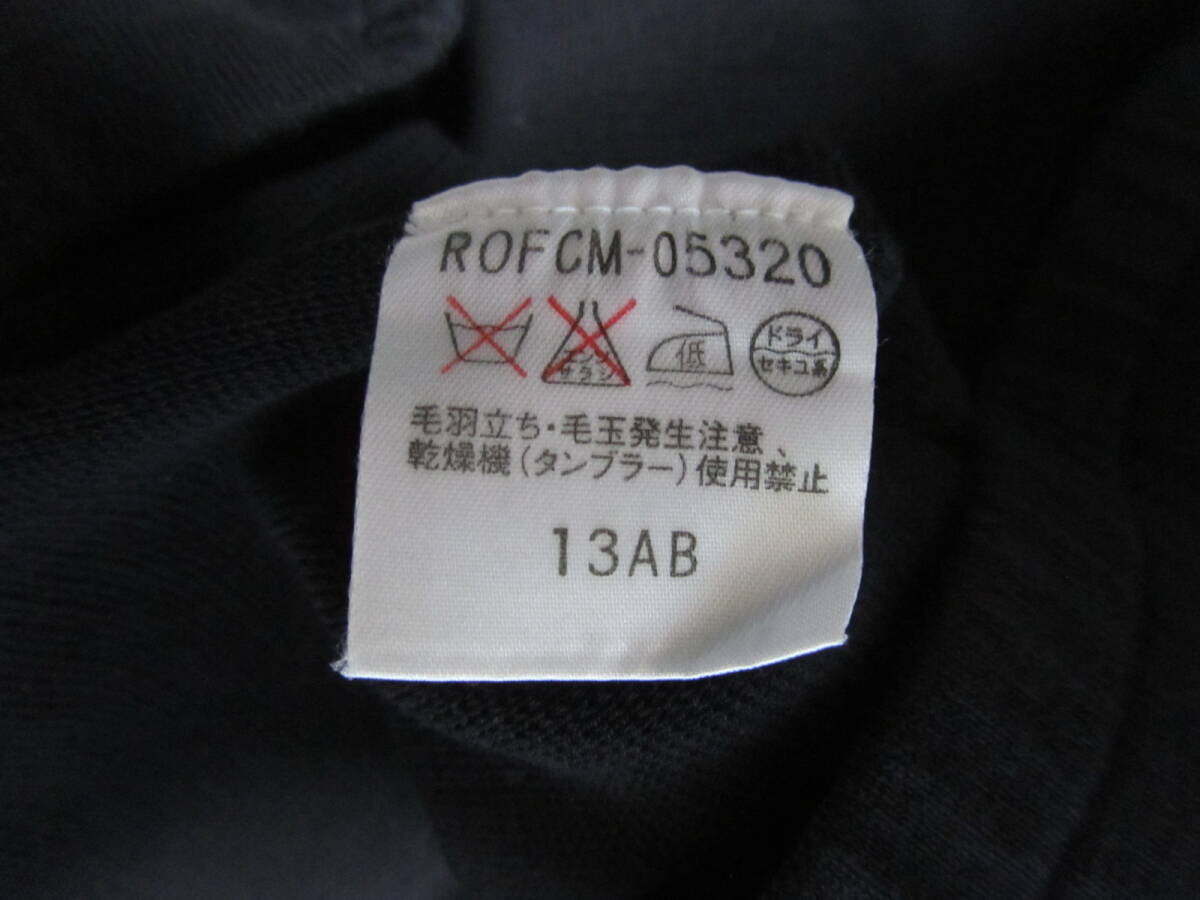 ROFCM-05320
エンソ サラシ 低 ドライ セキユ系
毛羽立ち・毛玉発生注意、
乾燥機(タンブラー)使用禁止
13AB